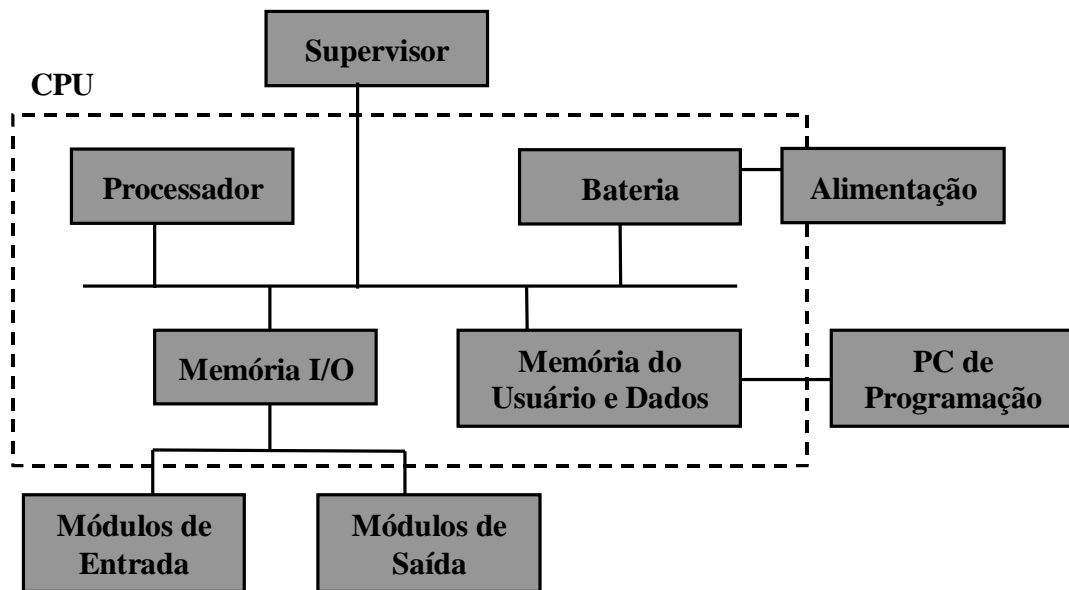 Supervisor
CPU
Processador
Bateria
Alimentação
Memória I/O
Memória do
Usuário e Dados
PC de
Programação
Módulos de
Entrada
Módulos de
Saída